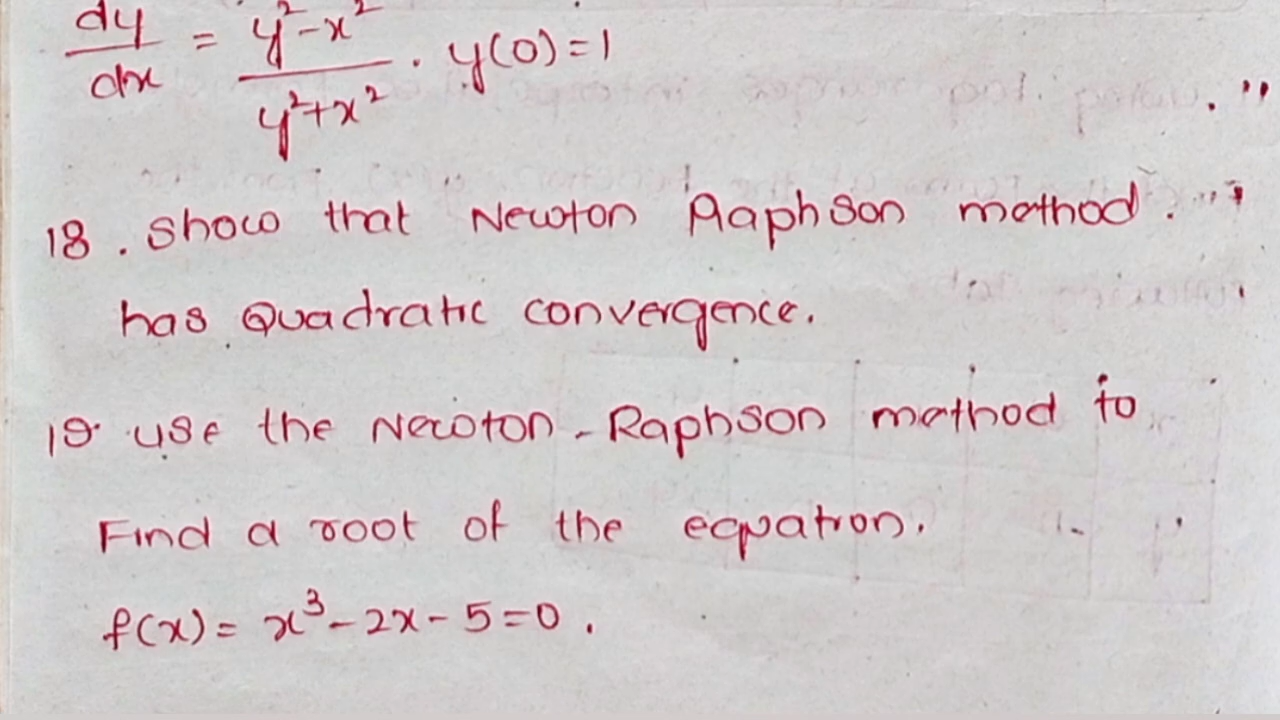 dy/dx = y²-x²/y²+x² . y(0)=1
18. Show that Newton Raphson method.
has Quadratic convergence.
19. use the Newton-Raphson method to
Find a root of the equation.
f(x)= x³-2x-5=0.